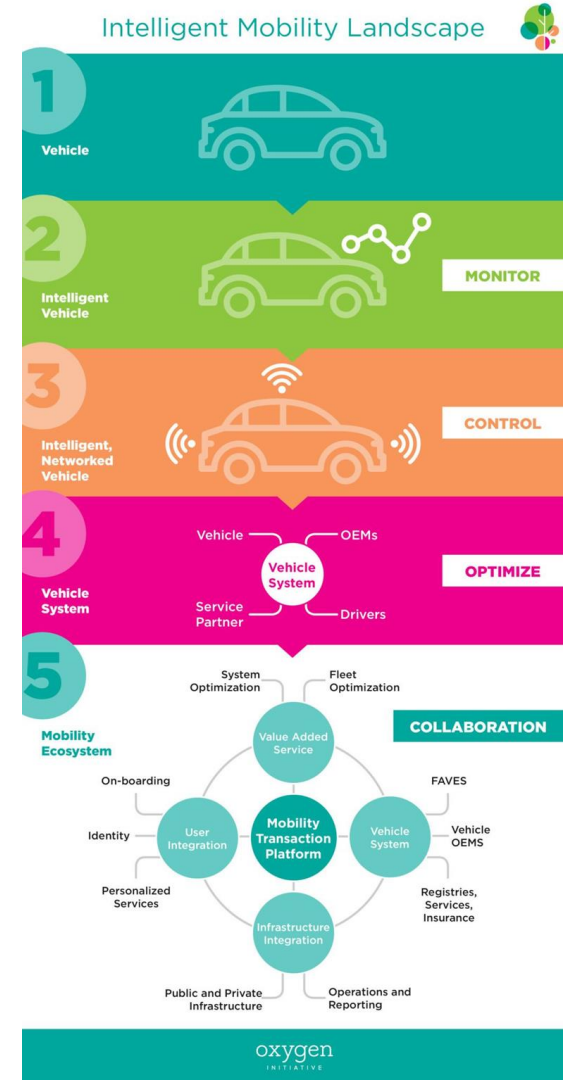 Intelligent Mobility Landscape
1
Vehicle
2
Intelligent
Vehicle
MONITOR
3
Intelligent,
Networked
Vehicle
CONTROL
4
Vehicle
System
Vehicle
OEMs
Vehicle
System
Service
Partner
Drivers
OPTIMIZE
5
Mobility
Ecosystem
COLLABORATION
System
Optimization
Fleet
Optimization
Value Added
Service
On-boarding
Identity
Personalized
Services
User
Integration
Mobility
Transaction
Platform
Vehicle
System
FAVES
Vehicle
OEMS
Registries,
Services,
Insurance
Infrastructure
Integration
Public and Private
Infrastructure
Operations and
Reporting
oxygen
INITIATIVE